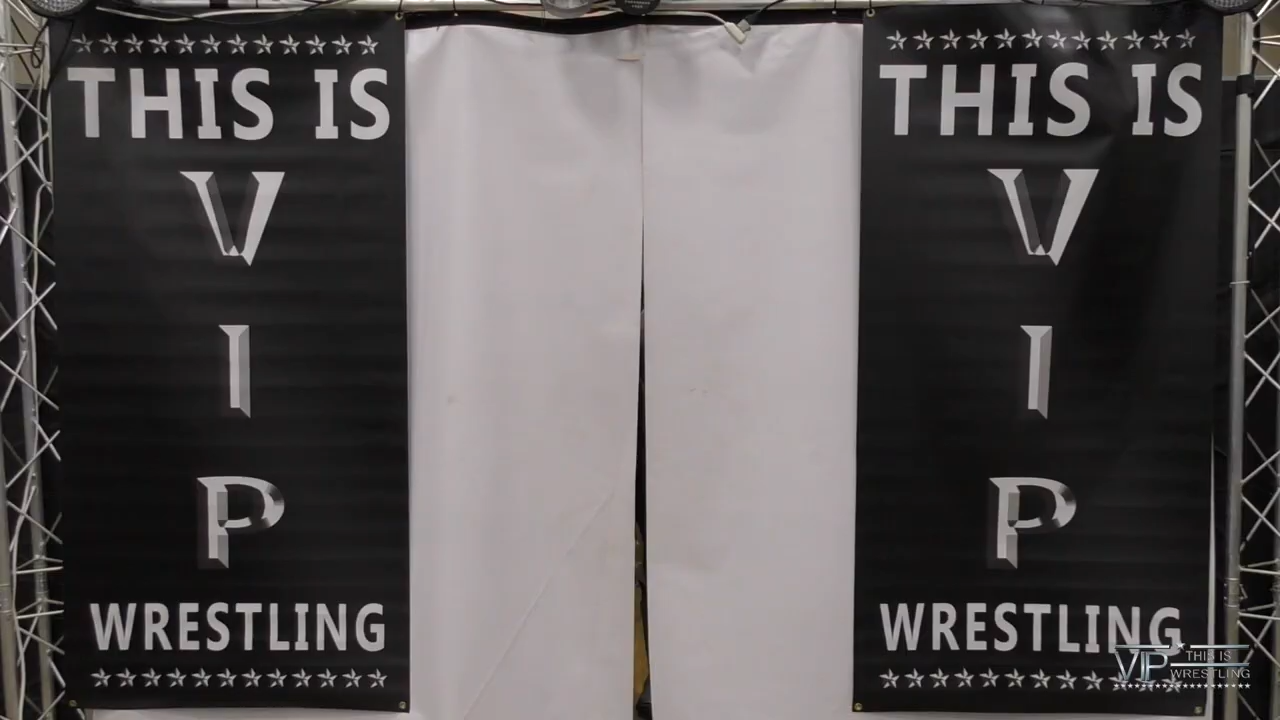 THIS IS
V
I
P
WRESTLING
THIS IS
V
I
P
WRESTLING
VIP THIS IS
WRESTLING